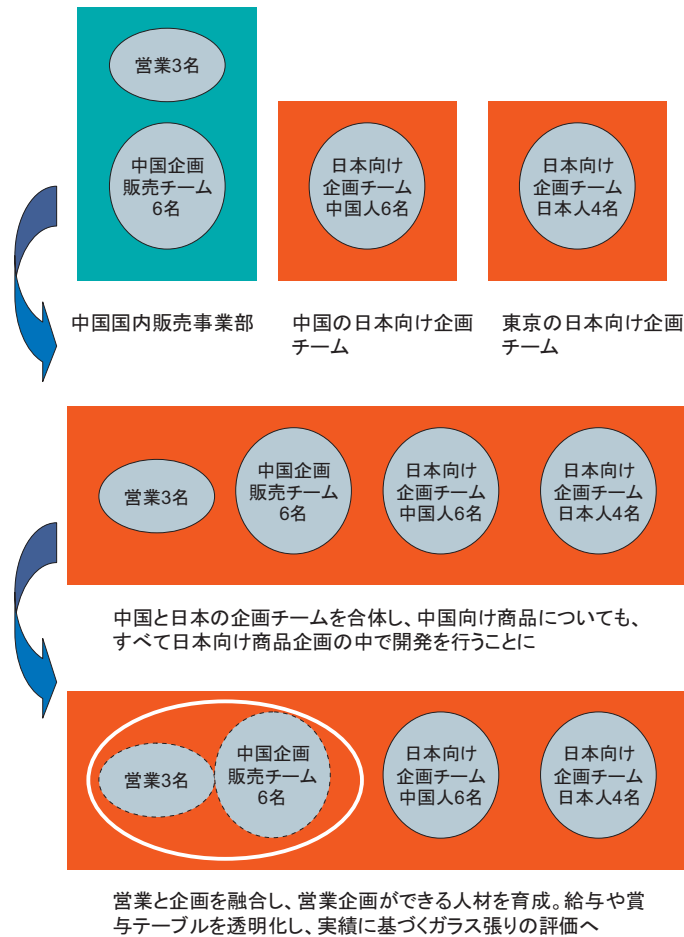 営業3名
中国企画
販売チーム
6名
日本向け
企画チーム
中国人6名
日本向け
企画チーム
日本人4名
中国国内販売事業部
中国の日本向け企画
チーム
東京の日本向け企画
チーム
営業3名
中国企画
販売チーム
6名
日本向け
企画チーム
中国人6名
日本向け
企画チーム
日本人4名
中国と日本の企画チームを合体し、中国向け商品についても、
すべて日本向け商品企画の中で開発を行うことに
営業3名
中国企画
販売チーム
6名
日本向け
企画チーム
中国人6名
日本向け
企画チーム
日本人4名
営業と企画を融合し、営業企画ができる人材を育成。給与や賞
与テーブルを透明化し、実績に基づくガラス張りの評価へ